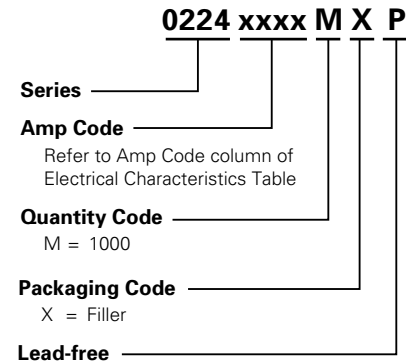 0224 xxxx M X P
Series
Amp Code
Refer to Amp Code column of
Electrical Characteristics Table
Quantity Code
M = 1000
Packaging Code
X = Filler
Lead-free